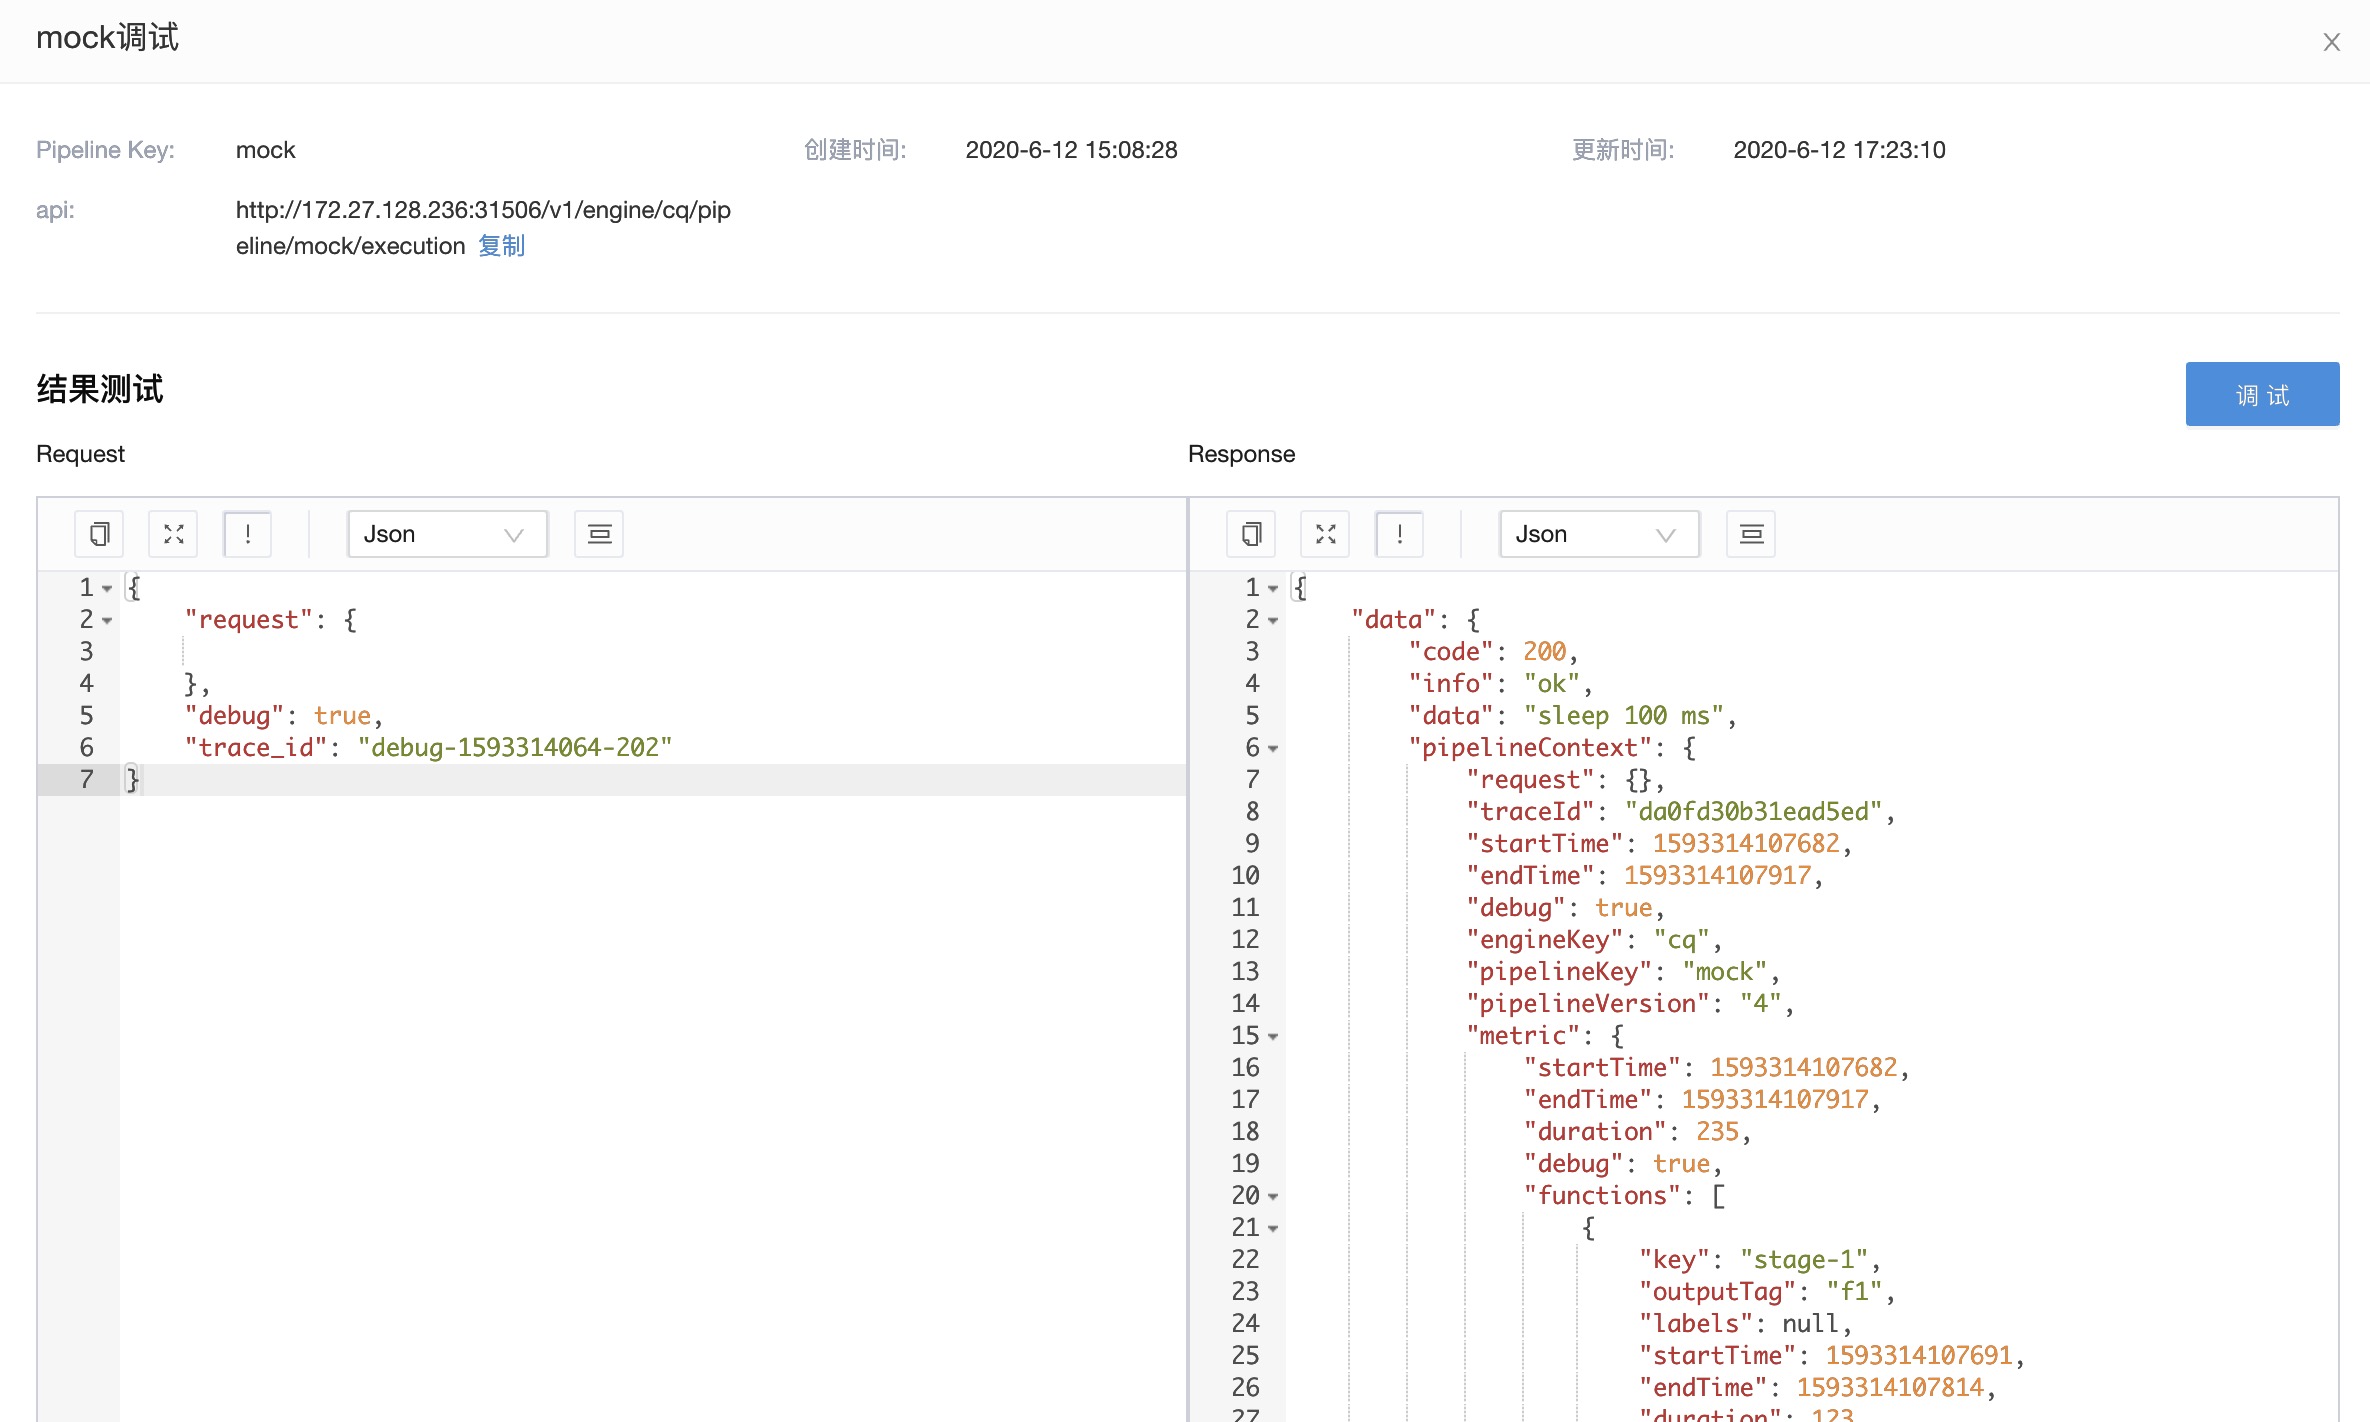 mock调试
Pipeline Key: mock 创建时间: 2020-6-12 15:08:28 更新时间: 2020-6-12 17:23:10
api: http://172.27.128.236:31506/v1/engine/cq/pip
eline/mock/execution 复制
结果测试
调 试
Request
Json
1 {
2 "request": {
3
4 },
5 "debug": true,
6 "trace_id": "debug-1593314064-202"
7 }
Response
Json
1 {
2 "data": {
3 "code": 200,
4 "info": "ok",
5 "data": "sleep 100 ms",
6 "pipelineContext": {
7 "request": {},
8 "traceId": "da0fd30b31ead5ed",
9 "startTime": 1593314107682,
10 "endTime": 1593314107917,
11 "debug": true,
12 "engineKey": "cq",
13 "pipelineKey": "mock",
14 "pipelineVersion": "4",
15 "metric": {
16 "startTime": 1593314107682,
17 "endTime": 1593314107917,
18 "duration": 235,
19 "debug": true,
20 "functions": [
21 {
22 "key": "stage-1",
23 "outputTag": "f1",
24 "labels": null,
25 "startTime": 1593314107691,
26 "endTime": 1593314107814,
27 "duration": 123